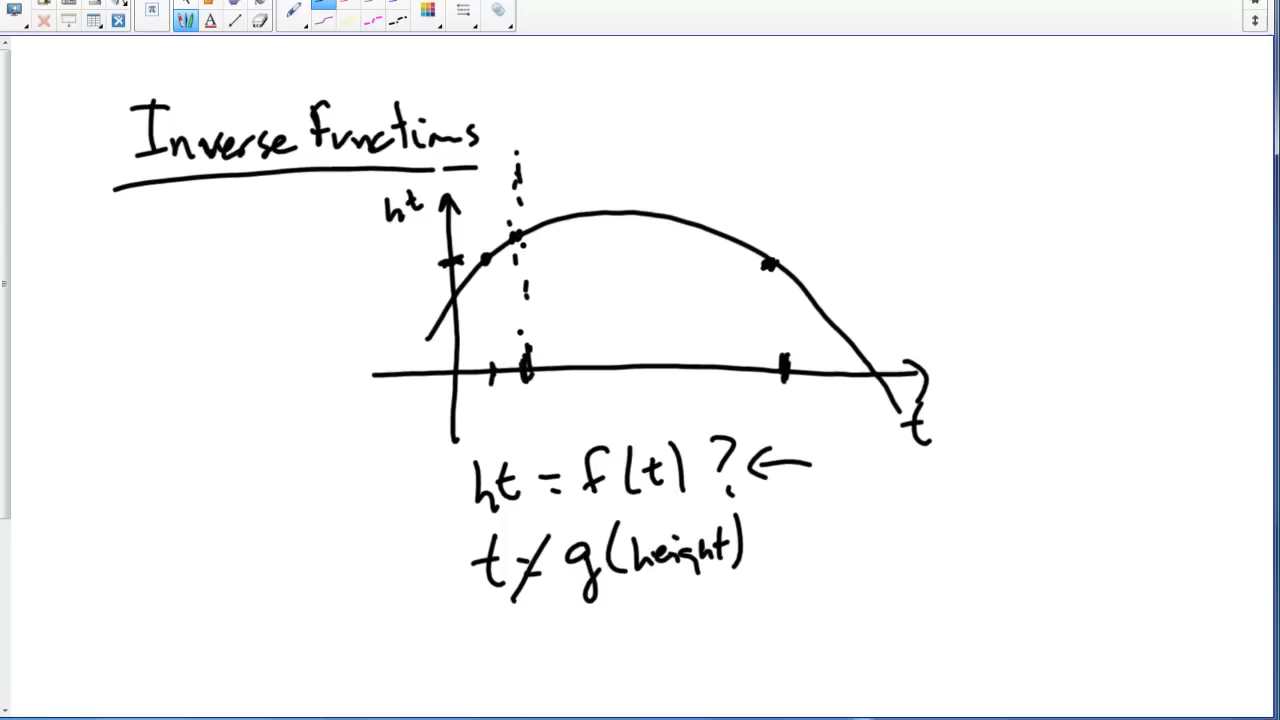 Inverse functions
ht
t
ht = f(t) ?
t ≠ g(height)